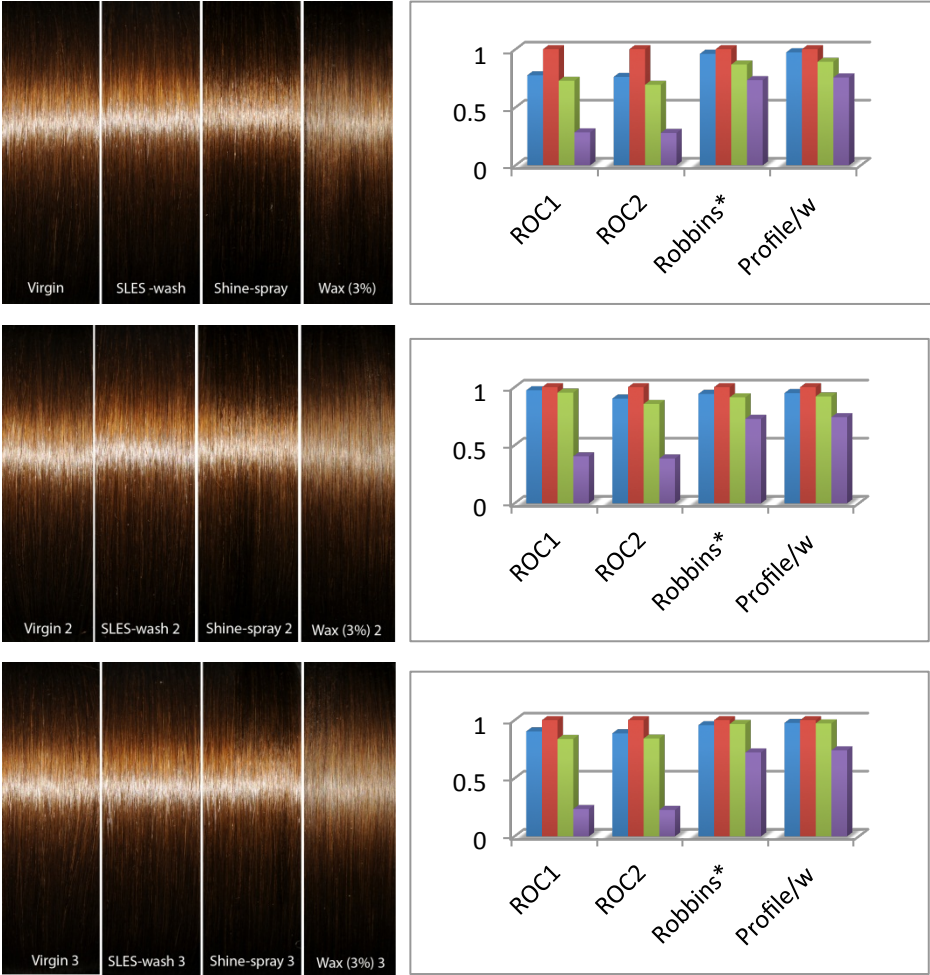 Virgin
SLES -wash
Shine-spray
Wax (3%)
1
0.5
0
ROC1
ROC2
Robbins*
Profile/w
Virgin 2
SLES-wash 2
Shine-spray 2
Wax (3%) 2
1
0.5
0
ROC1
ROC2
Robbins*
Profile/w
Virgin 3
SLES-wash 3
Shine-spray 3
Wax (3%) 3
1
0.5
0
ROC1
ROC2
Robbins*
Profile/w